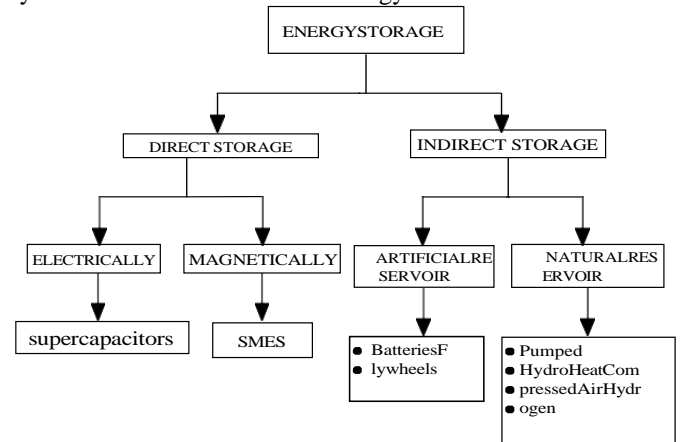 ENERGYSTORAGE
DIRECT STORAGE
INDIRECT STORAGE
ELECTRICALLY
MAGNETICALLY
ARTIFICIALRE
SERVOIR
NATURALRES
ERVOIR
supercapacitors
SMES
● BatteriesF
● lywheels
● Pumped
● HydroHeatCom
● pressedAirHydr
● ogen